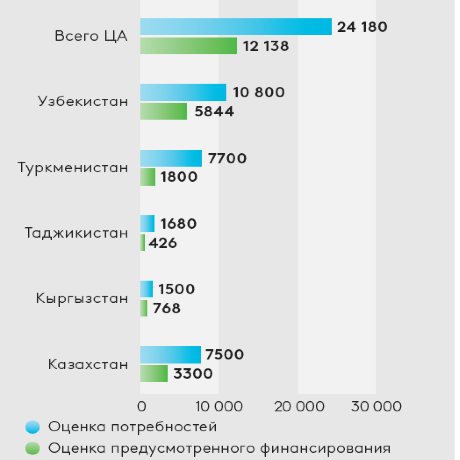 Всего ЦА 24 180
12 138
Узбекистан 10 800
5844
Туркменистан 7700
1800
Таджикистан 1680
426
Кыргызстан 1500
768
Казахстан 7500
3300
0 10 000 20 000 30 000
Оценка потребностей
Оценка предусмотренного финансирования